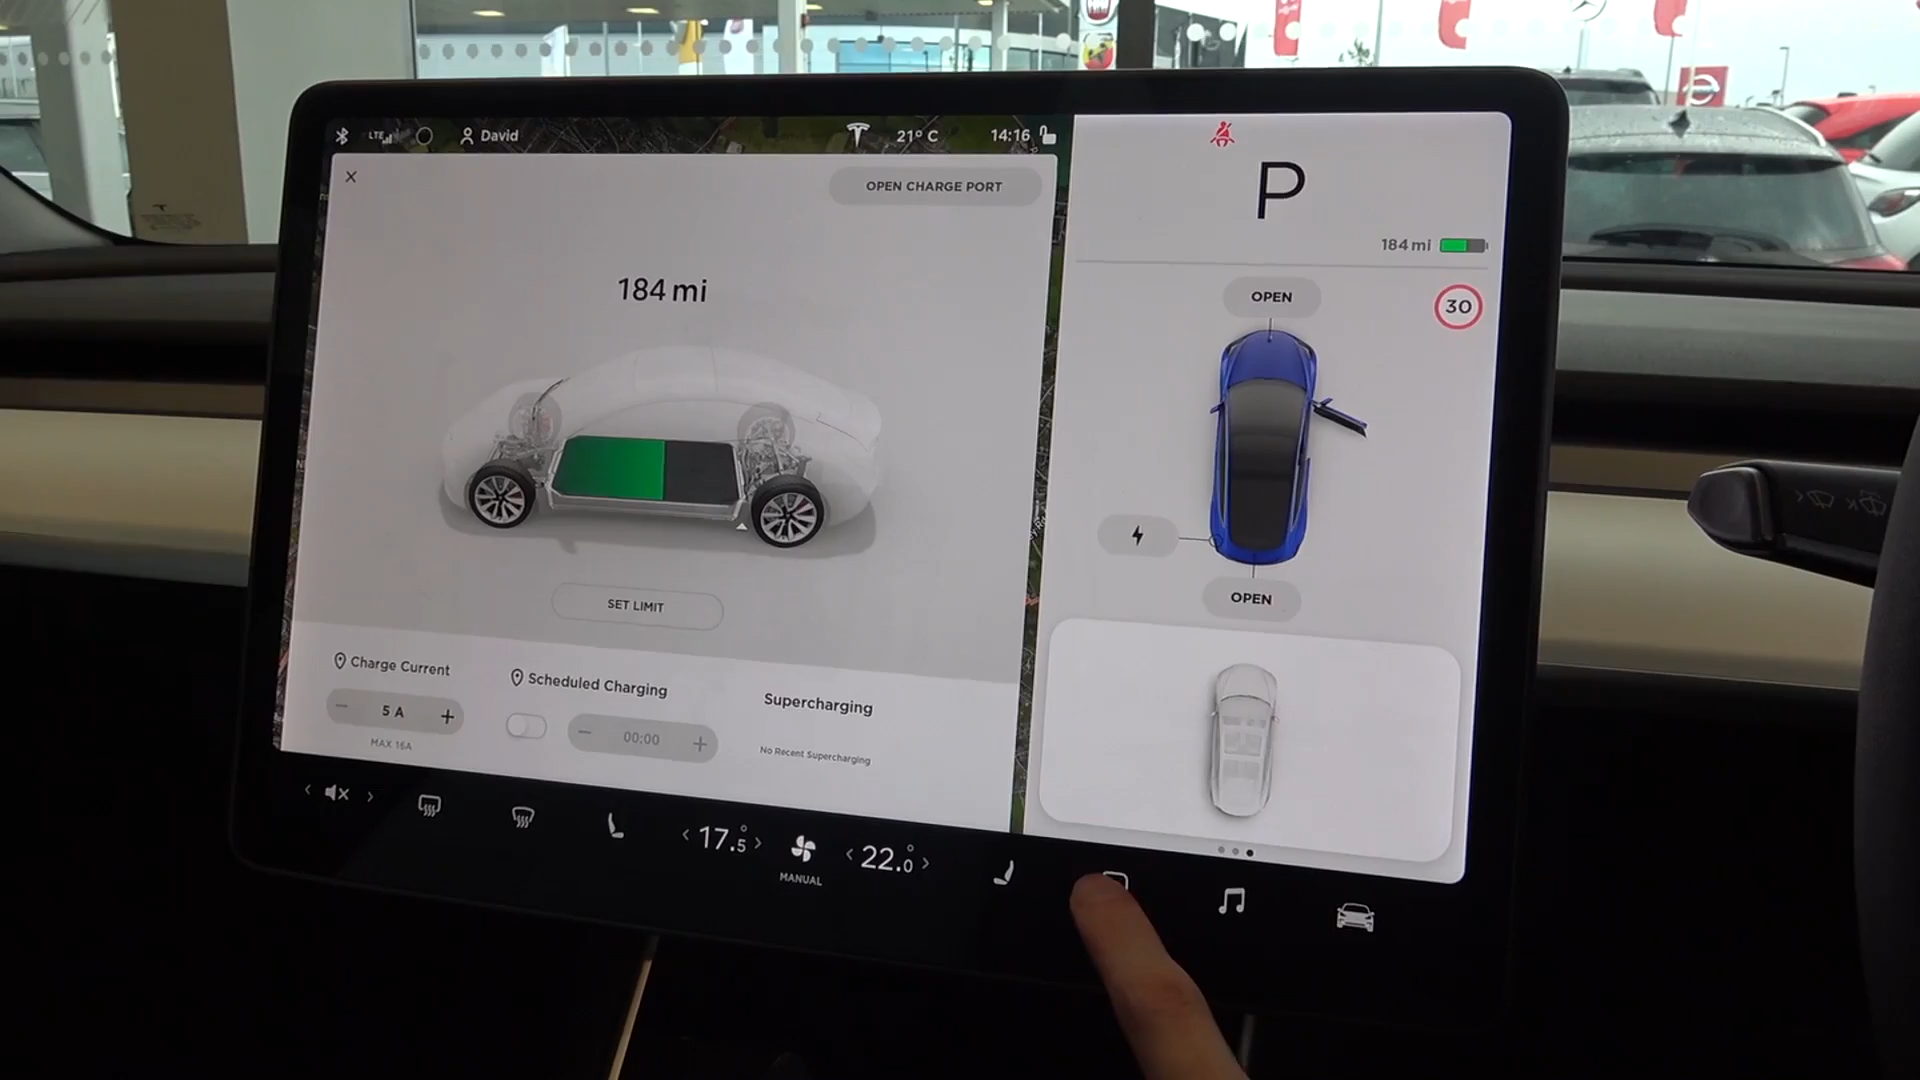 LTE
David
21° C
14:16
OPEN CHARGE PORT
184 mi
SET LIMIT
Charge Current
5 A
MAX 16A
Scheduled Charging
00:00
Supercharging
No Recent Supercharging
P
184 mi
OPEN
30
OPEN
17.5°
MANUAL
22.0°